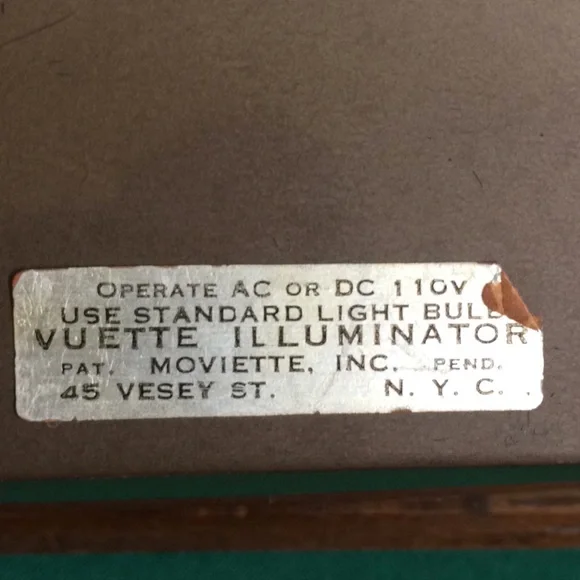 OPERATE AC OR DC 110V
USE STANDARD LIGHT BULB
VUETTE ILLUMINATOR
PAT. MOVIETTE, INC. PEND.
45 VESEY ST. N. Y. C.